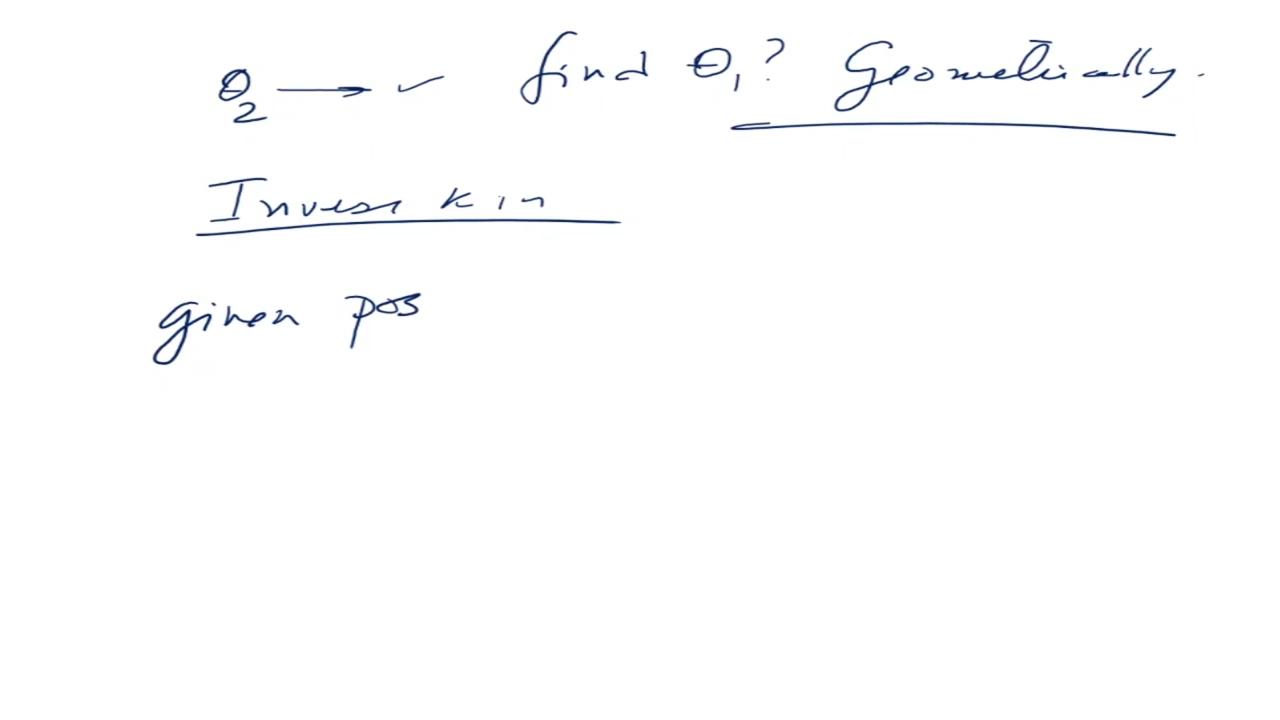 θ₂ → ✓ find θ₁? Geometrically.
Inverse kin
given pos